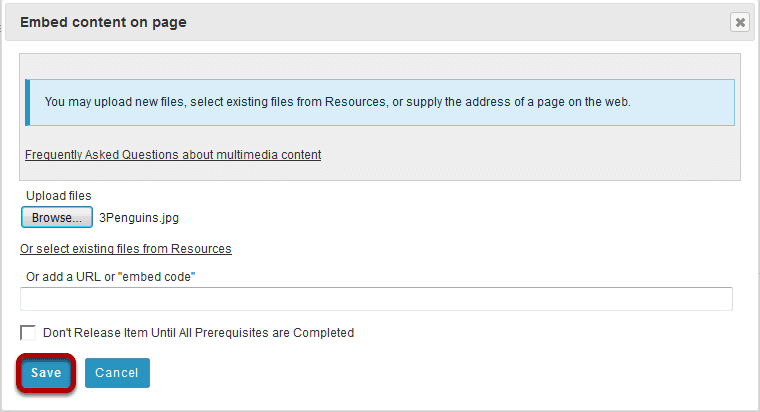 Embed content on page
You may upload new files, select existing files from Resources, or supply the address of a page on the web.
Frequently Asked Questions about multimedia content
Upload files
Browse... 3Penguins.jpg
Or select existing files from Resources
Or add a URL or "embed code"
Don't Release Item Until All Prerequisites are Completed
Save Cancel